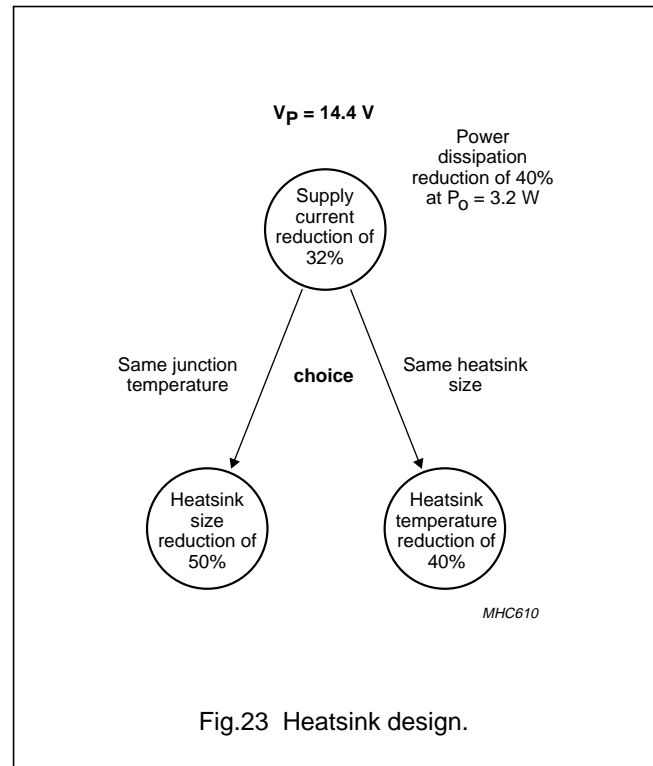 V_P = 14.4 V
Power
dissipation
reduction of 40%
at P_o = 3.2 W
Supply
current
reduction of
32%
Same junction
temperature
choice
Same heatsink
size
Heatsink
size
reduction of
50%
Heatsink
temperature
reduction of
40%
MHC610
Fig.23 Heatsink design.